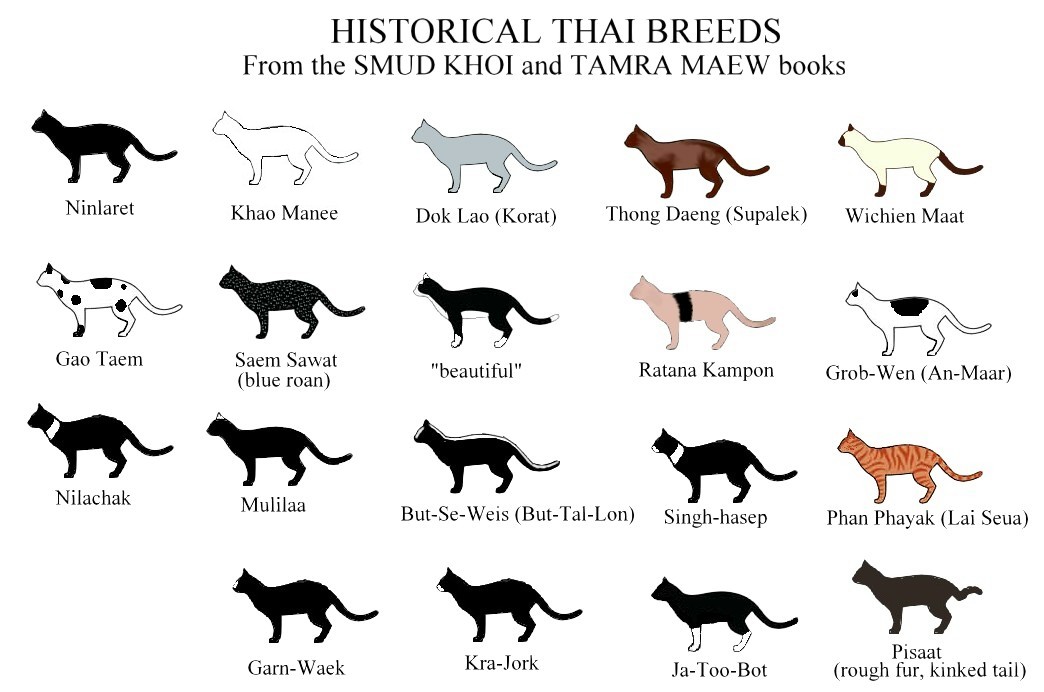 HISTORICAL THAI BREEDS
From the SMUD KHOI and TAMRA MAEW books
Ninlaret
Khao Manee
Dok Lao (Korat)
Thong Daeng (Supalek)
Wichien Maat
Gao Taem
Saem Sawat
(blue roan)
"beautiful"
Ratana Kampon
Grob-Wen (An-Maar)
Nilachak
Mulilaa
But-Se-Weis (But-Tal-Lon)
Singh-hasep
Phan Phayak (Lai Seua)
Garn-Waek
Kra-Jork
Ja-Too-Bot
Pisaat
(rough fur, kinked tail)